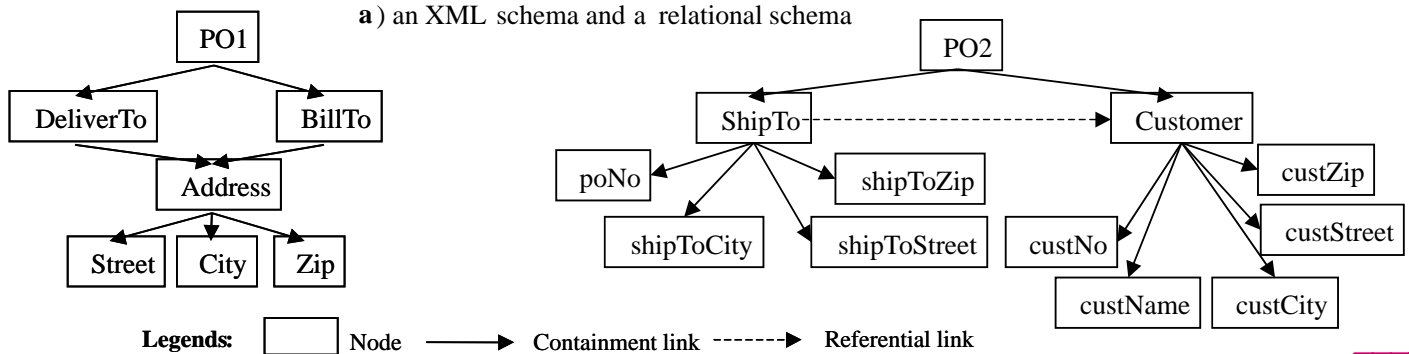 a ) an XML schema and a relational schema
PO1
DeliverTo
BillTo
Address
Street
City
Zip
PO2
ShipTo
Customer
poNo
shipToZip
shipToCity
shipToStreet
custZip
custNo
custStreet
custName
custCity
Legends:
Node
Containment link
Referential link